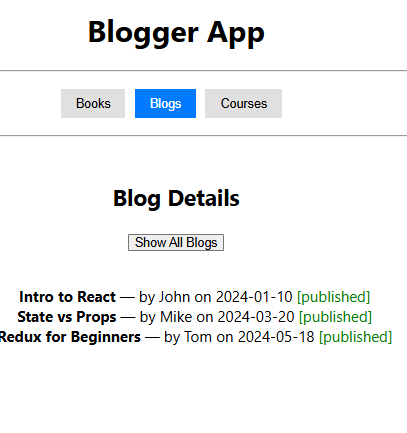 Blogger App
Books Blogs Courses
Blog Details
Show All Blogs
Intro to React — by John on 2024-01-10 [published]
State vs Props — by Mike on 2024-03-20 [published]
Redux for Beginners — by Tom on 2024-05-18 [published]